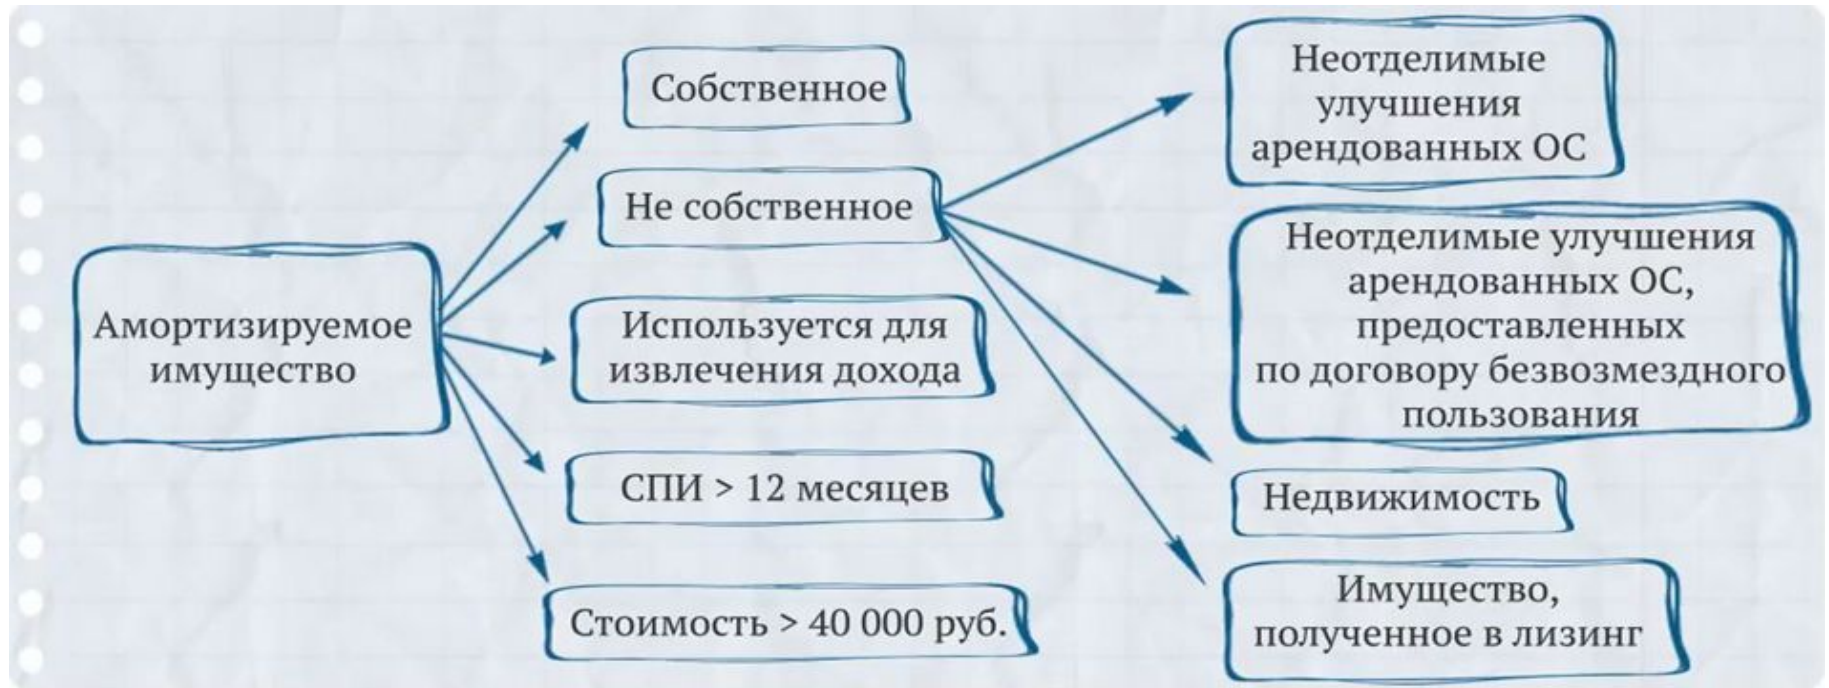 Амортизируемое
имущество
Собственное
Не собственное
Используется для
извлечения дохода
СПИ > 12 месяцев
Стоимость > 40 000 руб.
Неотделимые
улучшения
арендованных ОС
Неотделимые улучшения
арендованных ОС,
предоставленных
по договору безвозмездного
пользования
Недвижимость
Имущество,
полученное в лизинг